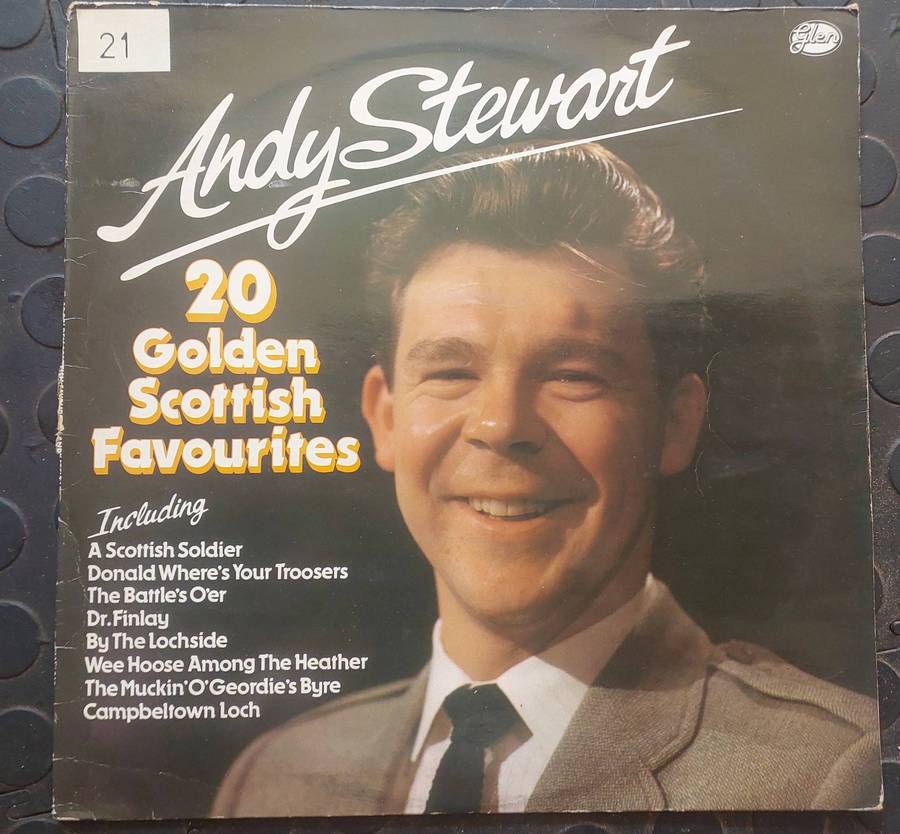 21
Glen
Andy Stewart
20
Golden
Scottish
Favourites
Including
A Scottish Soldier
Donald Where's Your Troosers
The Battle's O'er
Dr. Finlay
By The Lochside
Wee Hoose Among The Heather
The Muckin'O'Geordie's Byre
Campbeltown Loch